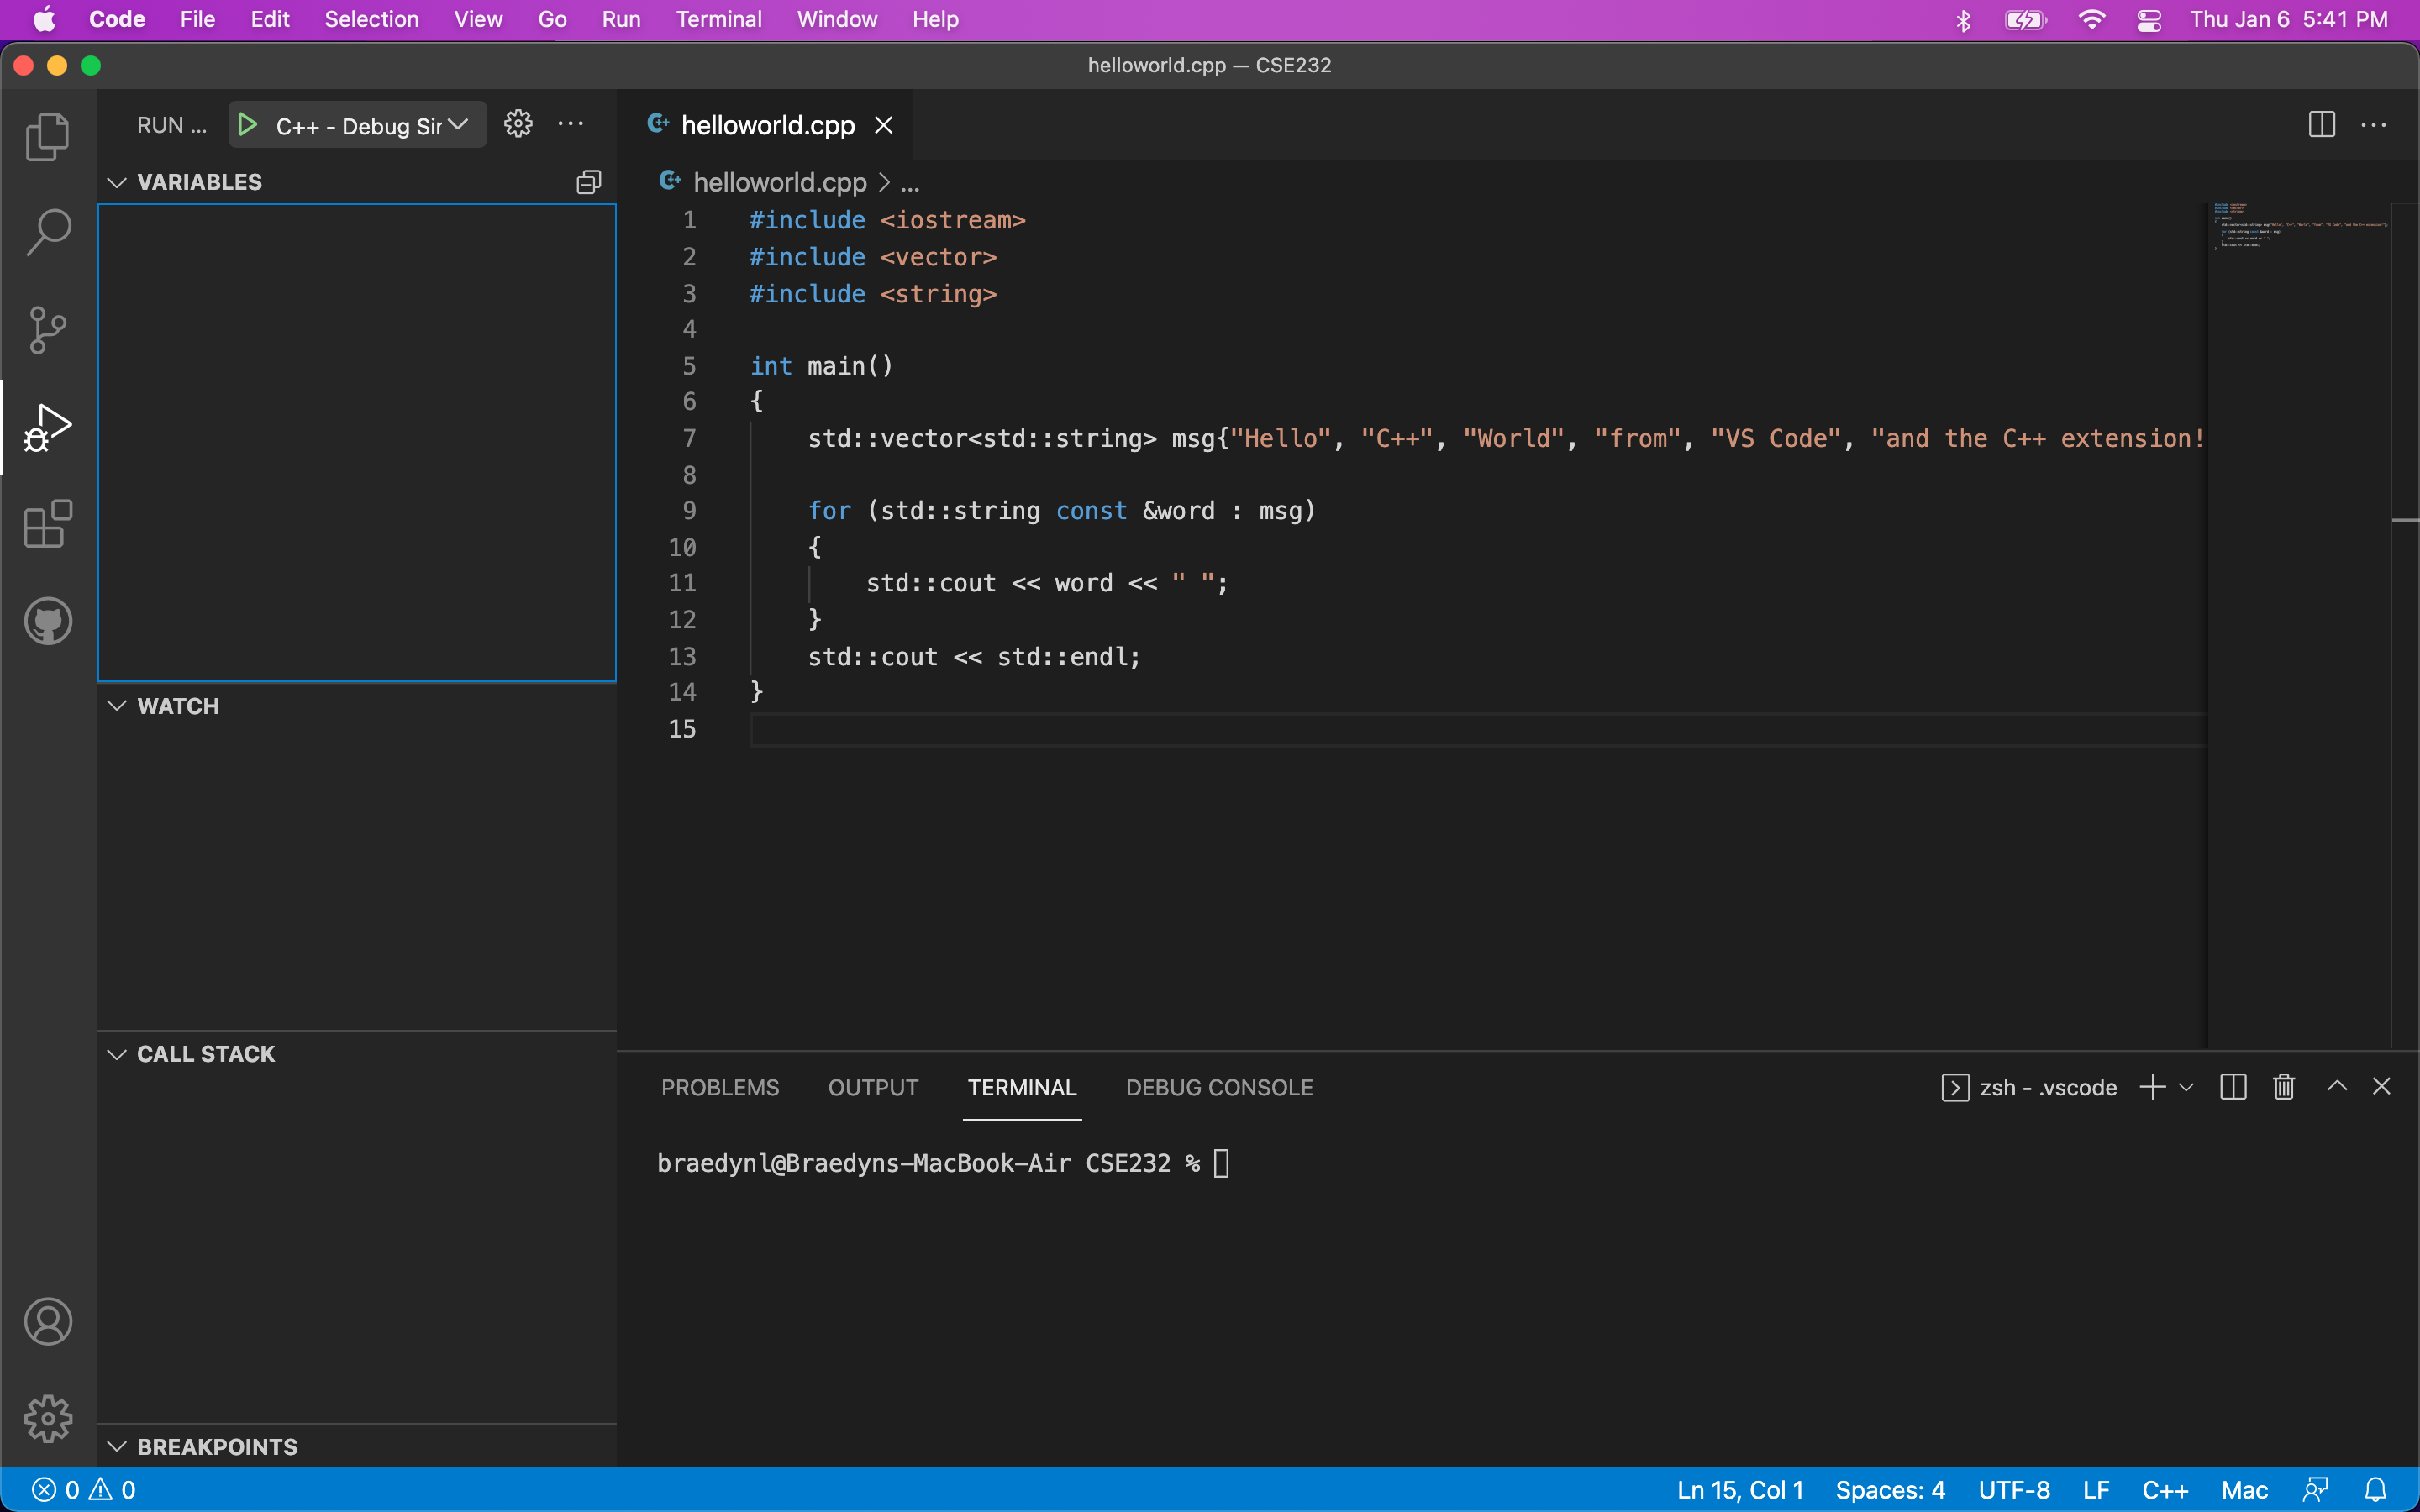 Code File Edit Selection View Go Run Terminal Window Help Thu Jan 6 5:41 PM
helloworld.cpp — CSE232
RUN ... C++ - Debug Sir
VARIABLES
WATCH
CALL STACK
BREAKPOINTS
helloworld.cpp
helloworld.cpp > ...
1 #include <iostream>
2 #include <vector>
3 #include <string>
4
5 int main()
6 {
7 std::vector<std::string> msg{"Hello", "C++", "World", "from", "VS Code", "and the C++ extension!
8
9 for (std::string const &word : msg)
10 {
11 std::cout << word << " ";
12 }
13 std::cout << std::endl;
14 }
15
PROBLEMS OUTPUT TERMINAL DEBUG CONSOLE zsh - .vscode
braedynl@Braedyns-MacBook-Air CSE232 %
0 0 Ln 15, Col 1 Spaces: 4 UTF-8 LF C++ Mac